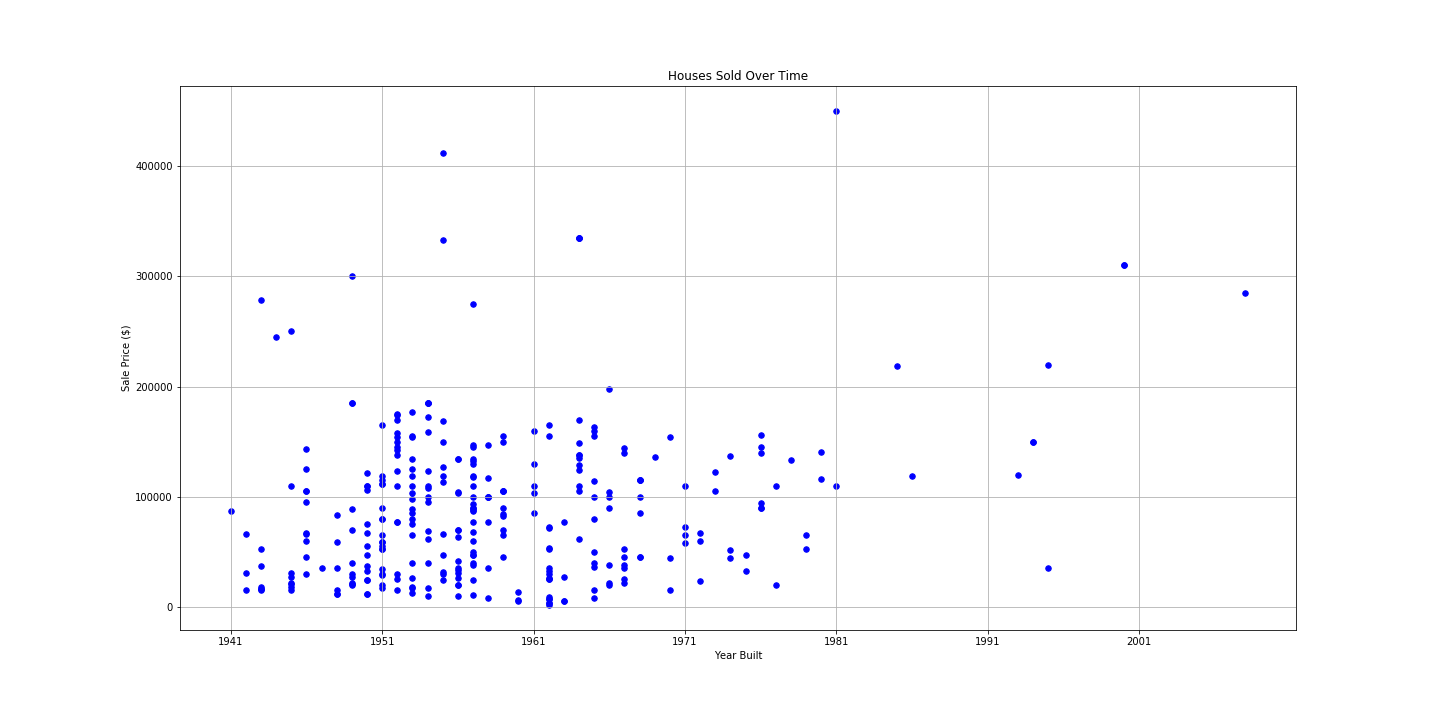 Houses Sold Over Time
Sale Price ($)
400000
300000
200000
100000
0
1941 1951 1961 1971 1981 1991 2001
Year Built